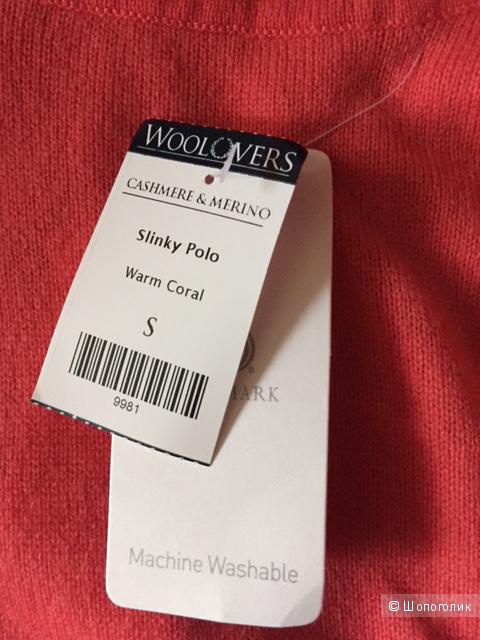 WOOLOVERS
CASHMERE & MERINO
Slinky Polo
Warm Coral
S
9981
MARK
Machine Washable
© Шопоголик